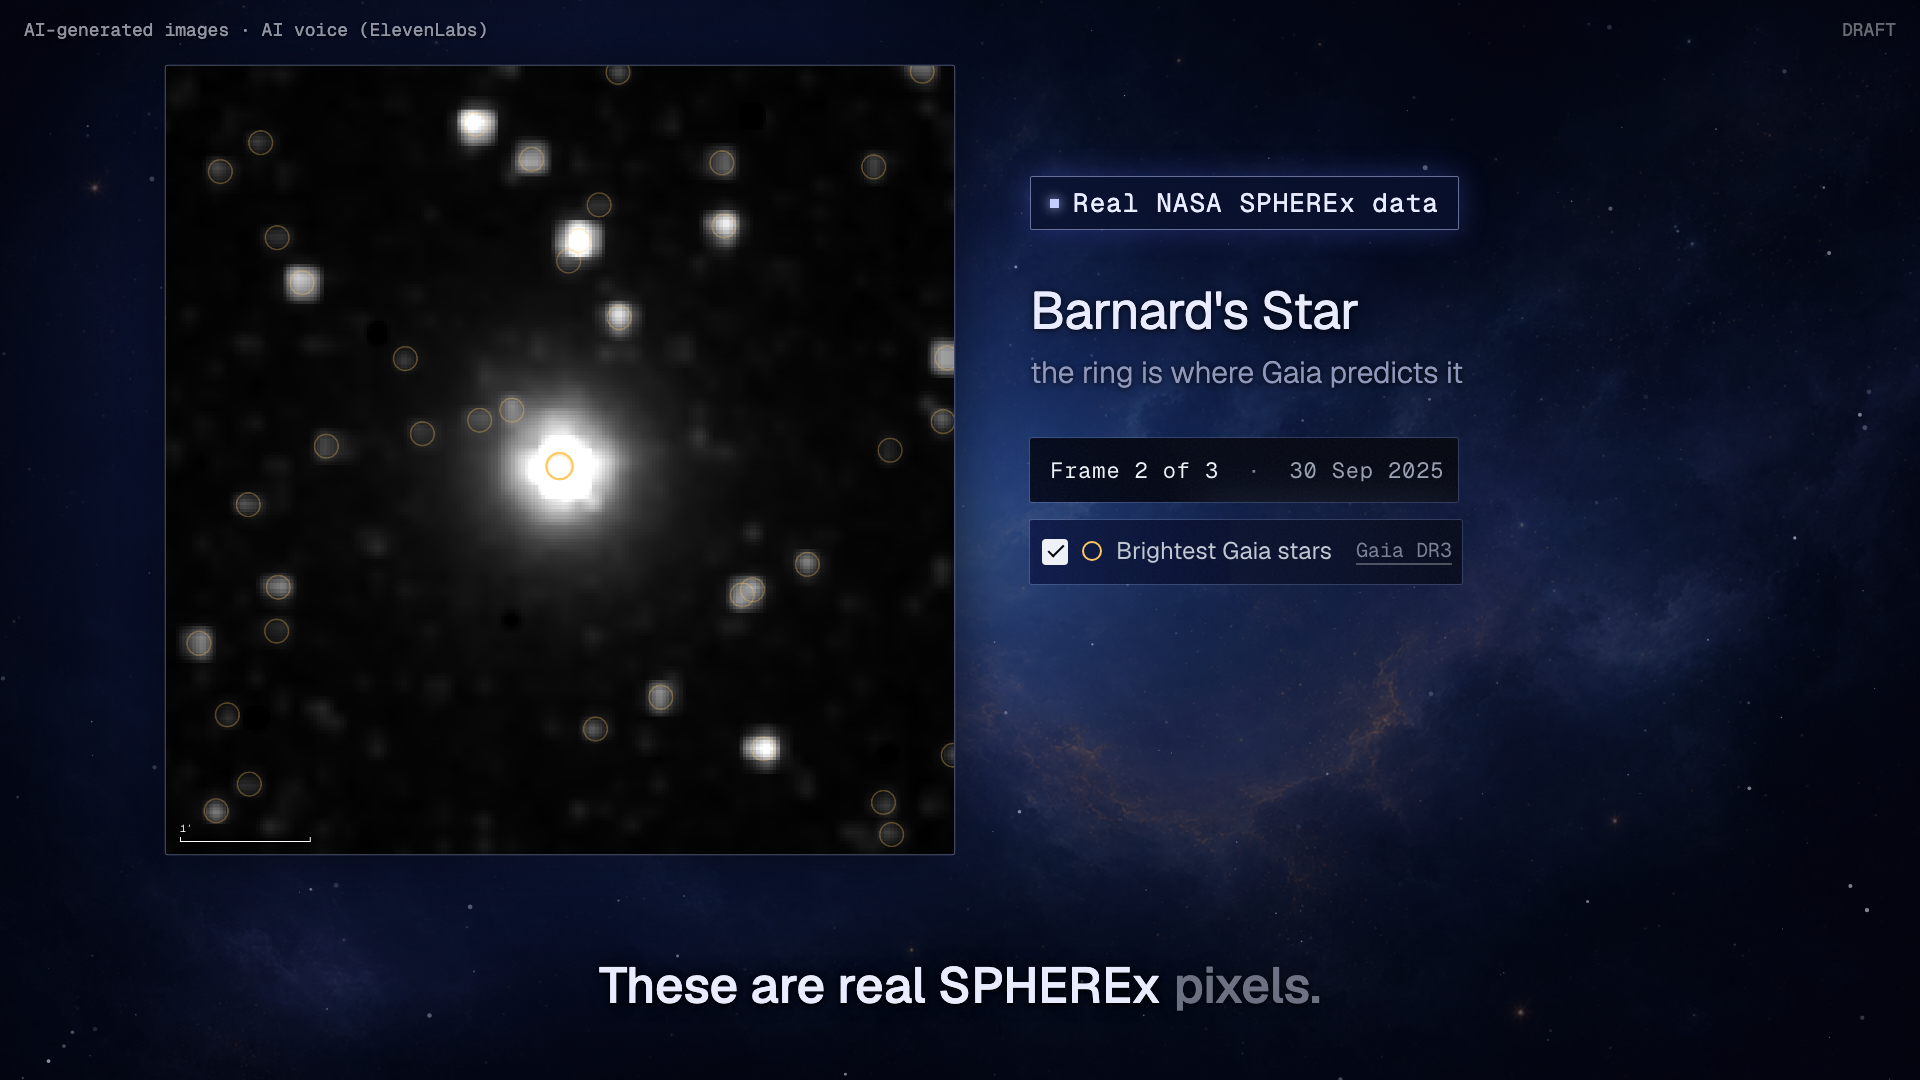 AI-generated images · AI voice (ElevenLabs)
DRAFT
Real NASA SPHEREx data
Barnard's Star
the ring is where Gaia predicts it
Frame 2 of 3 · 30 Sep 2025
Brightest Gaia stars Gaia DR3
1'
These are real SPHEREx pixels.